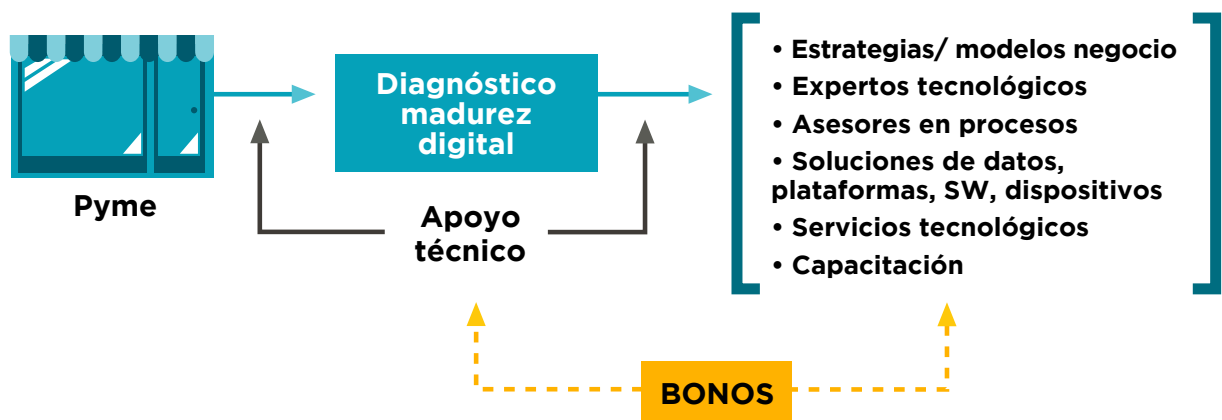 Pyme
Diagnóstico
madurez
digital
Apoyo
técnico
• Estrategias/ modelos negocio
• Expertos tecnológicos
• Asesores en procesos
• Soluciones de datos,
plataformas, SW, dispositivos
• Servicios tecnológicos
• Capacitación
BONOS